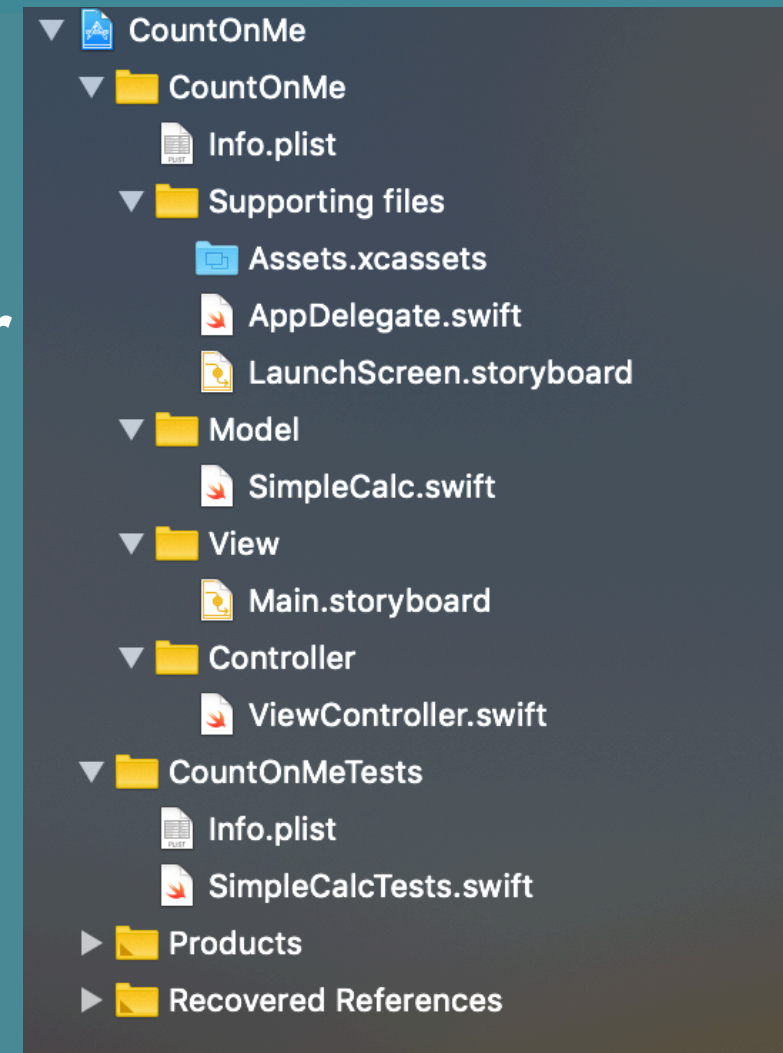 CountOnMe
CountOnMe
Info.plist
Supporting files
Assets.xcassets
AppDelegate.swift
LaunchScreen.storyboard
Model
SimpleCalc.swift
View
Main.storyboard
Controller
ViewController.swift
CountOnMeTests
Info.plist
SimpleCalcTests.swift
Products
Recovered References